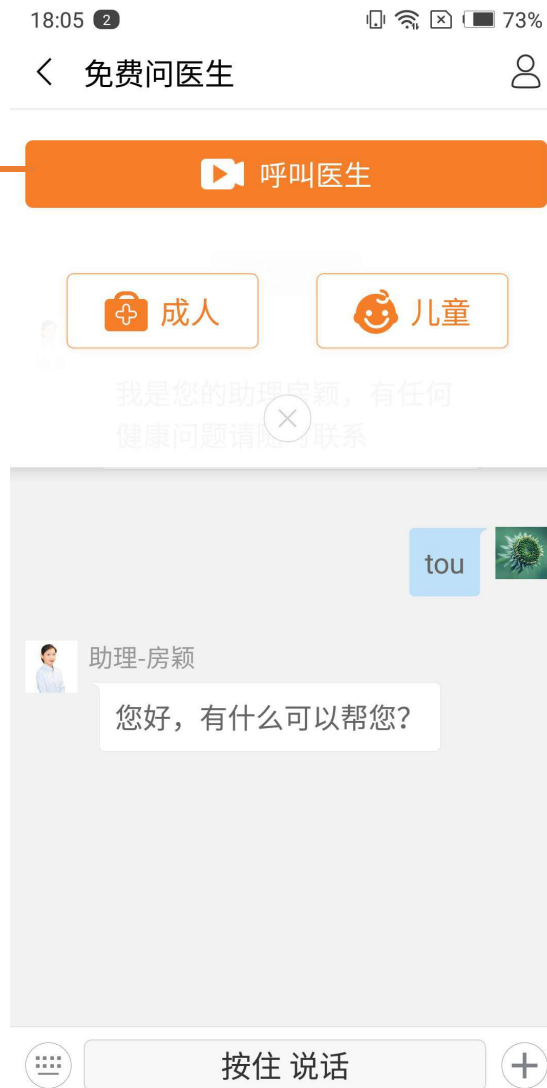 18:05 2 73%
免费问医生
呼叫医生
成人 儿童
我是您的助理房颖，有任何
健康问题请随时联系
tou
助理-房颖
您好，有什么可以帮您？
按住 说话